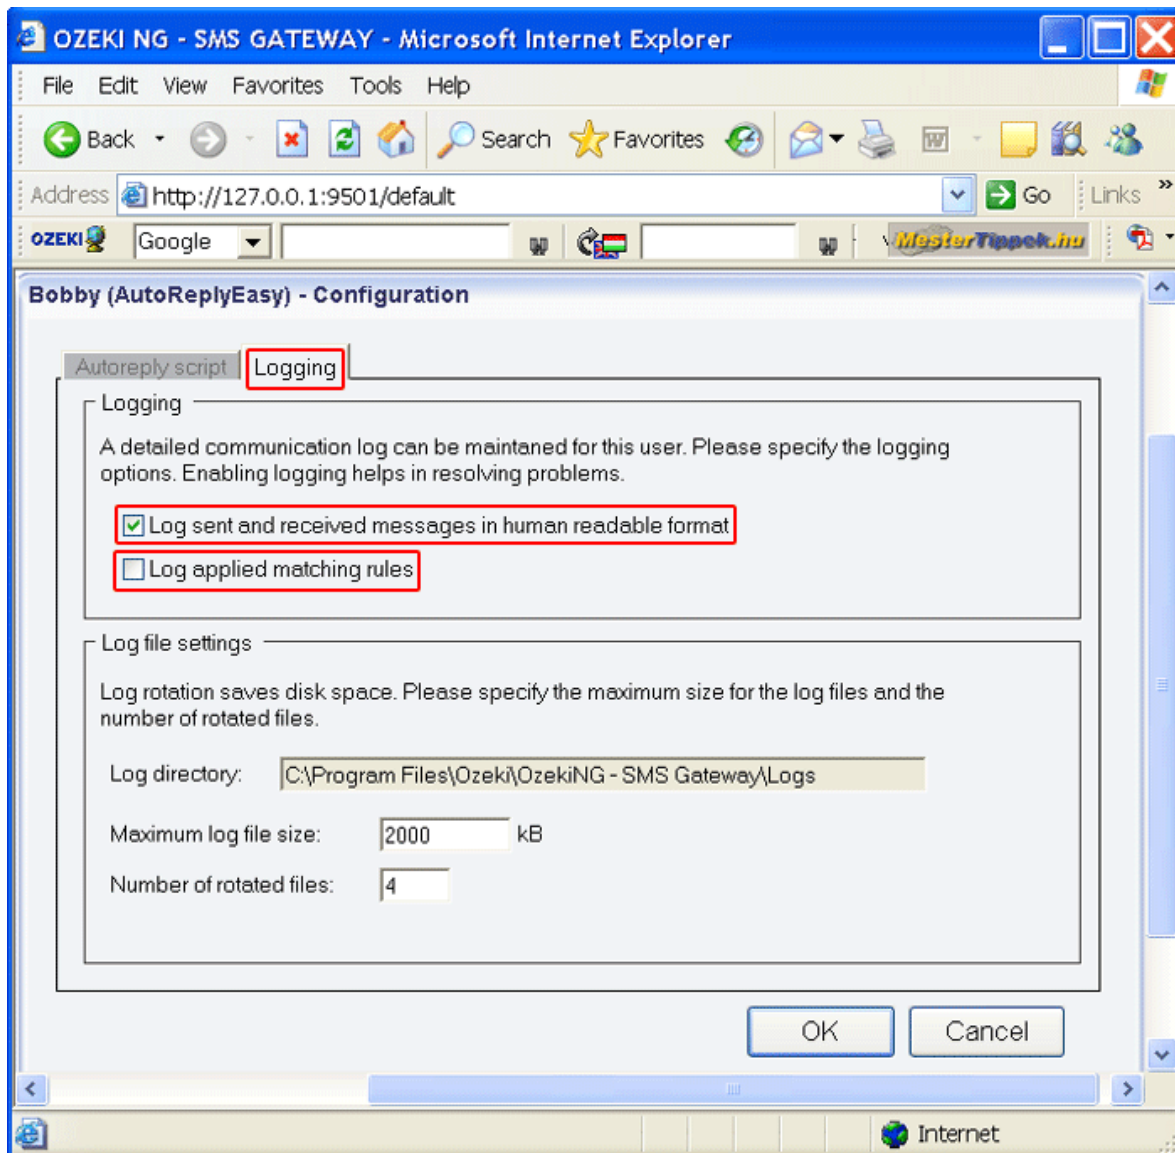 OZEKI NG - SMS GATEWAY - Microsoft Internet Explorer
File Edit View Favorites Tools Help
Back Search Favorites
Address http://127.0.0.1:9501/default Go Links »
OZEKI Google MesterTippek.hu
Bobby (AutoReplyEasy) - Configuration
Autoreply script Logging
Logging
A detailed communication log can be maintaned for this user. Please specify the logging
options. Enabling logging helps in resolving problems.
Log sent and received messages in human readable format
Log applied matching rules
Log file settings
Log rotation saves disk space. Please specify the maximum size for the log files and the
number of rotated files.
Log directory: C:\Program Files\Ozeki\OzekiNG - SMS Gateway\Logs
Maximum log file size: 2000 kB
Number of rotated files: 4
OK Cancel
Internet